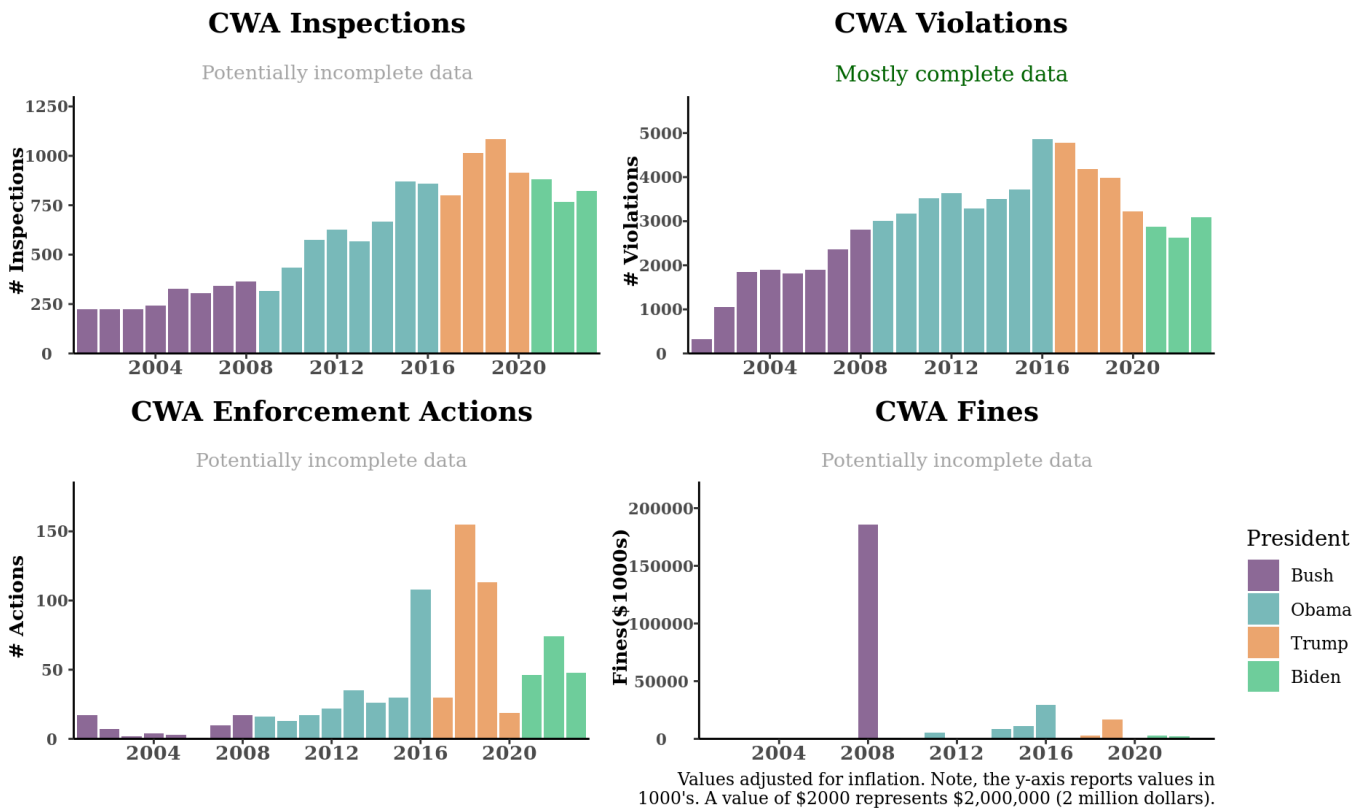 CWA Inspections
Potentially incomplete data
# Inspections
1250
1000
750
500
250
0
2004
2008
2012
2016
2020
CWA Violations
Mostly complete data
# Violations
5000
4000
3000
2000
1000
0
2004
2008
2012
2016
2020
CWA Enforcement Actions
Potentially incomplete data
# Actions
150
100
50
0
2004
2008
2012
2016
2020
CWA Fines
Potentially incomplete data
Fines($1000s)
200000
150000
100000
50000
0
2004
2008
2012
2016
2020
President
Bush
Obama
Trump
Biden
Values adjusted for inflation. Note, the y-axis reports values in
1000's. A value of $2000 represents $2,000,000 (2 million dollars).